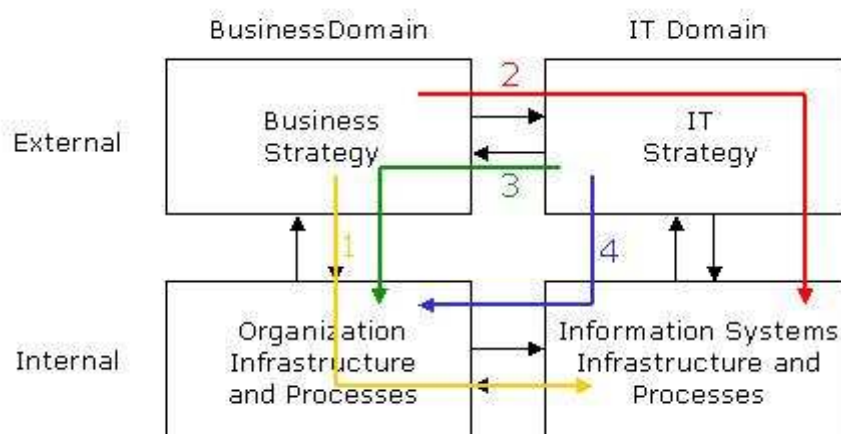 BusinessDomain
IT Domain
2
External
Business
Strategy
IT
Strategy
3
1
4
Internal
Organization
Infrastructure
and Processes
Information Systems
Infrastructure and
Processes